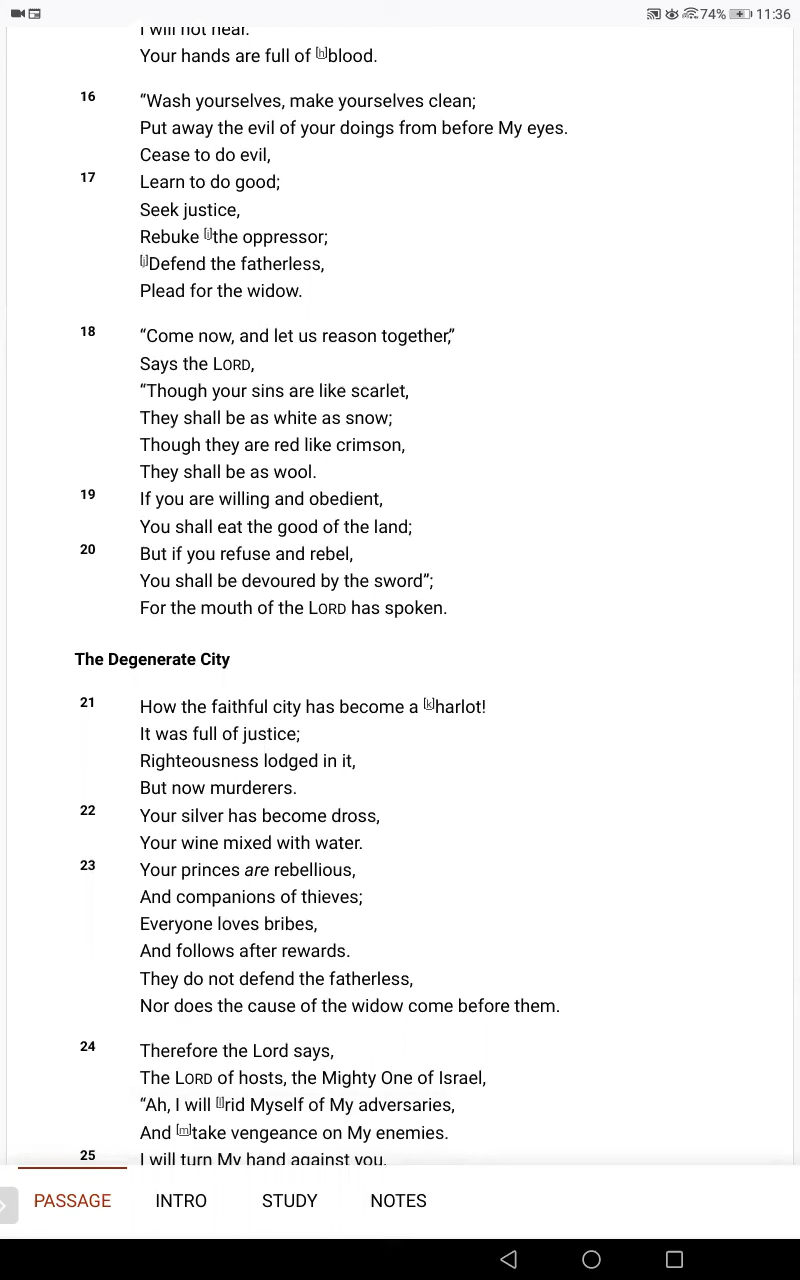 74% 11:36
I will not hear.
Your hands are full of [h]blood.
16 “Wash yourselves, make yourselves clean;
Put away the evil of your doings from before My eyes.
Cease to do evil,
17 Learn to do good;
Seek justice,
Rebuke [i]the oppressor;
[j]Defend the fatherless,
Plead for the widow.
18 “Come now, and let us reason together,”
Says the LORD,
“Though your sins are like scarlet,
They shall be as white as snow;
Though they are red like crimson,
They shall be as wool.
19 If you are willing and obedient,
You shall eat the good of the land;
20 But if you refuse and rebel,
You shall be devoured by the sword”;
For the mouth of the LORD has spoken.
The Degenerate City
21 How the faithful city has become a [k]harlot!
It was full of justice;
Righteousness lodged in it,
But now murderers.
22 Your silver has become dross,
Your wine mixed with water.
23 Your princes are rebellious,
And companions of thieves;
Everyone loves bribes,
And follows after rewards.
They do not defend the fatherless,
Nor does the cause of the widow come before them.
24 Therefore the Lord says,
The LORD of hosts, the Mighty One of Israel,
“Ah, I will [l]rid Myself of My adversaries,
And [m]take vengeance on My enemies.
25 I will turn My hand against you,
PASSAGE INTRO STUDY NOTES